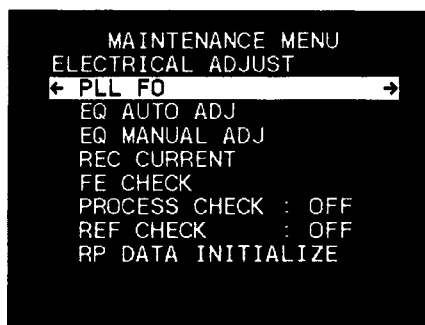 MAINTENANCE MENU
ELECTRICAL ADJUST
← PLL FO →
EQ AUTO ADJ
EQ MANUAL ADJ
REC CURRENT
FE CHECK
PROCESS CHECK : OFF
REF CHECK : OFF
RP DATA INITIALIZE